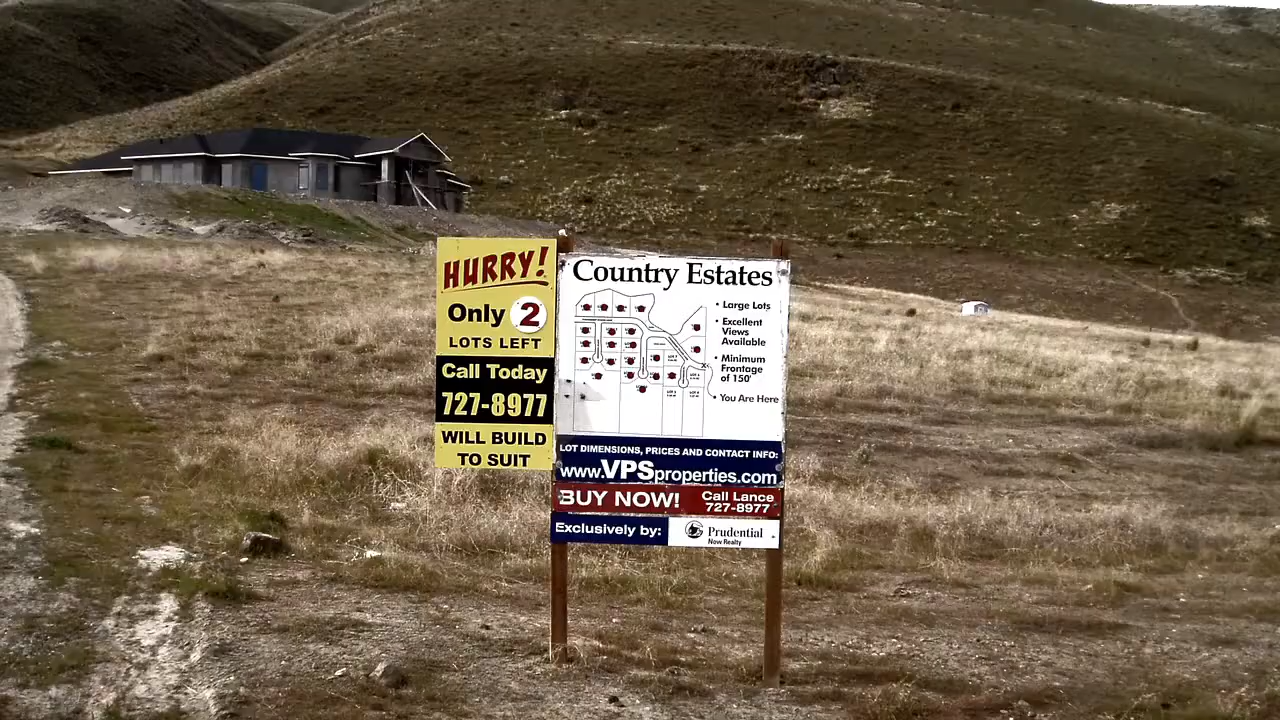 HURRY!
Only 2
LOTS LEFT
Call Today
727-8977
WILL BUILD
TO SUIT
Country Estates
• Large Lots
• Excellent
Views
Available
• Minimum
Frontage
of 150'
• You Are Here
LOT DIMENSIONS, PRICES AND CONTACT INFO:
www.VPSproperties.com
BUY NOW!
Call Lance
727-8977
Exclusively by:
Prudential
Now Realty